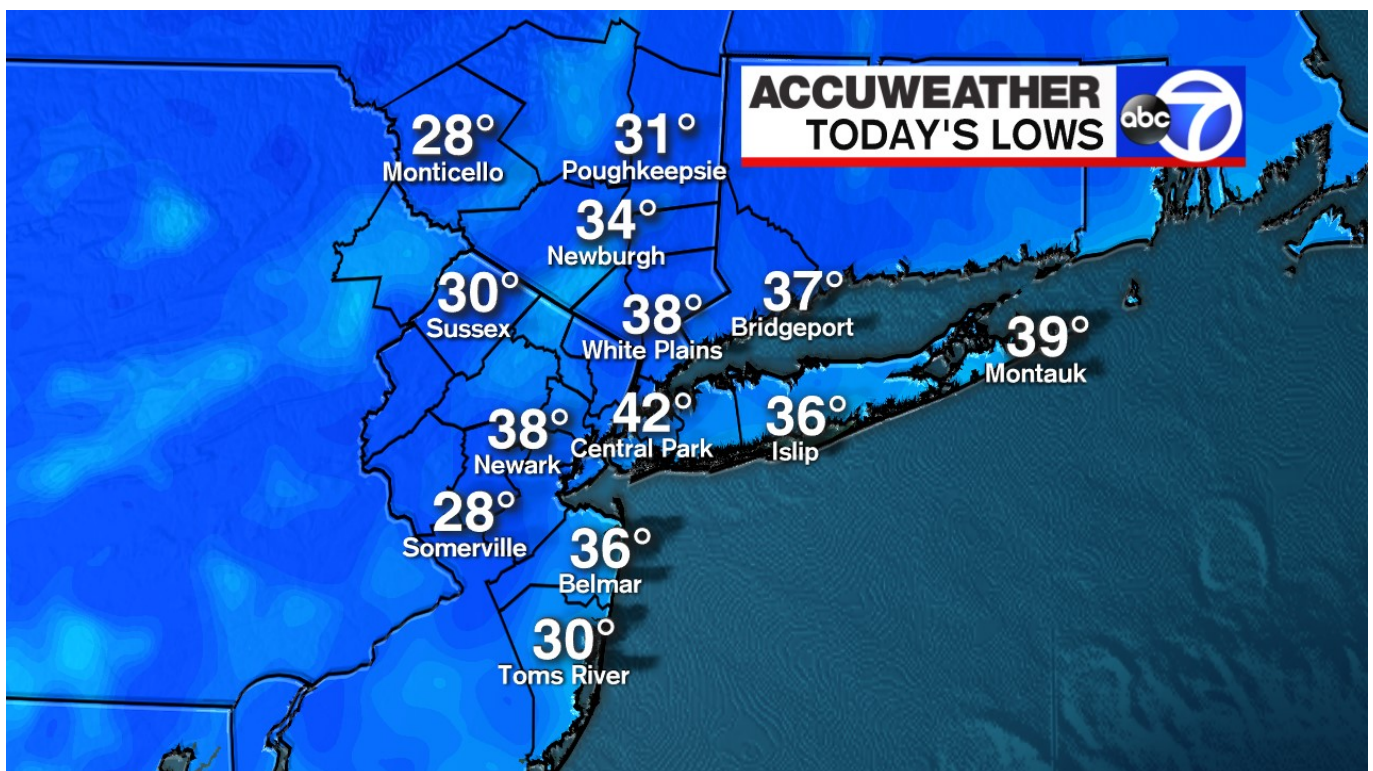 ACCUWEATHER
TODAY'S LOWS
abc 7
28°
Monticello
31°
Poughkeepsie
34°
Newburgh
30°
Sussex
38°
White Plains
37°
Bridgeport
39°
Montauk
38°
Newark
42°
Central Park
36°
Islip
28°
Somerville
36°
Belmar
30°
Toms River